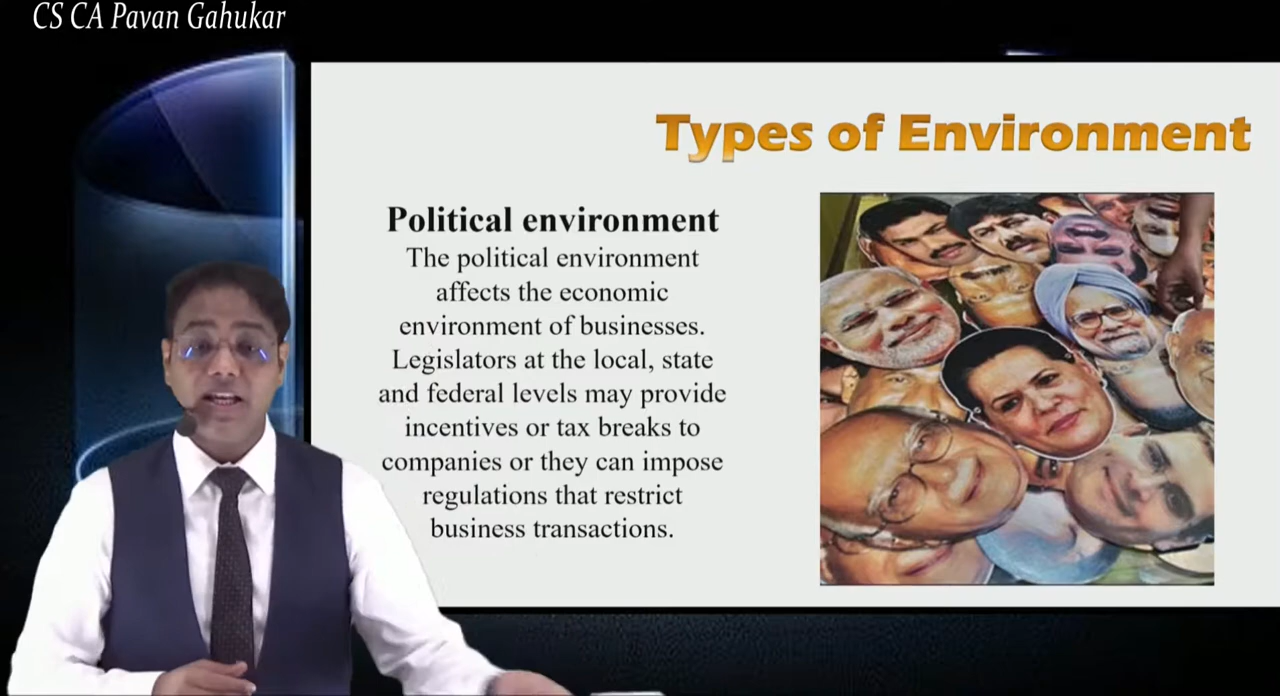 CS CA Pavan Gahukar
Types of Environment
Political environment
The political environment
affects the economic
environment of businesses.
Legislators at the local, state
and federal levels may provide
incentives or tax breaks to
companies or they can impose
regulations that restrict
business transactions.